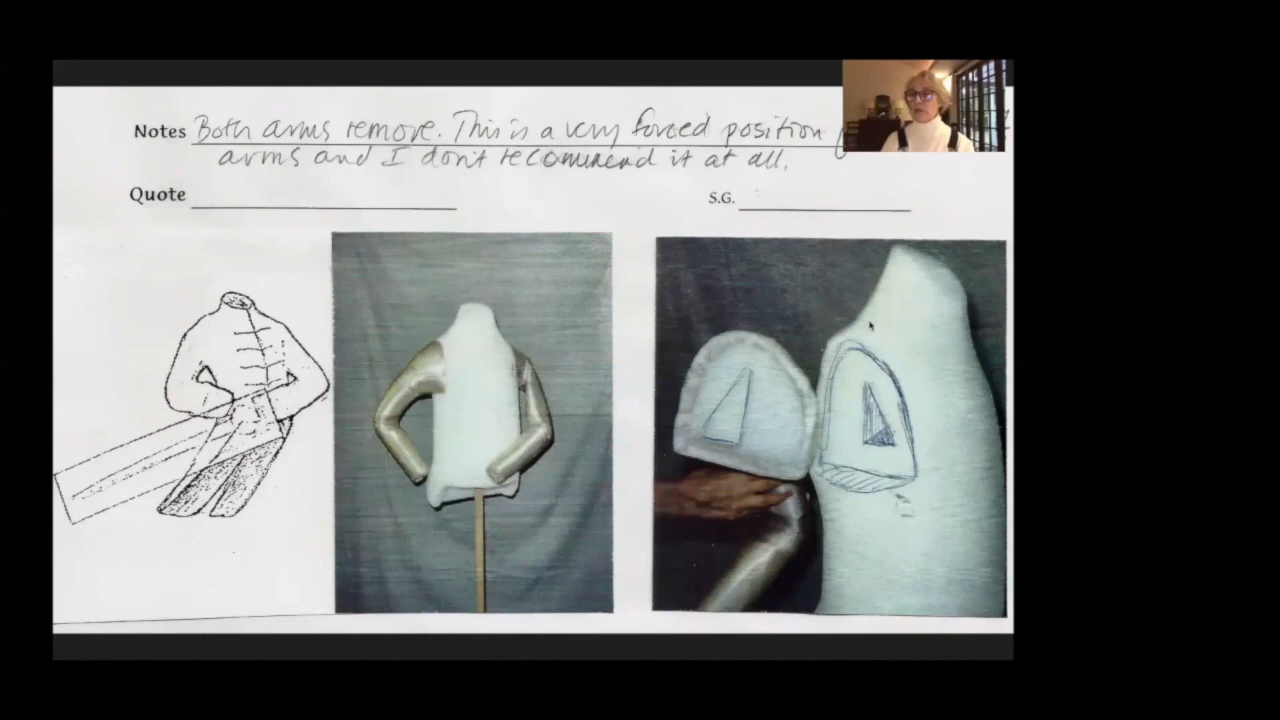 Notes Both arms remove. This is a very forced position
arms and I don't recommend it at all.
Quote
S.G.